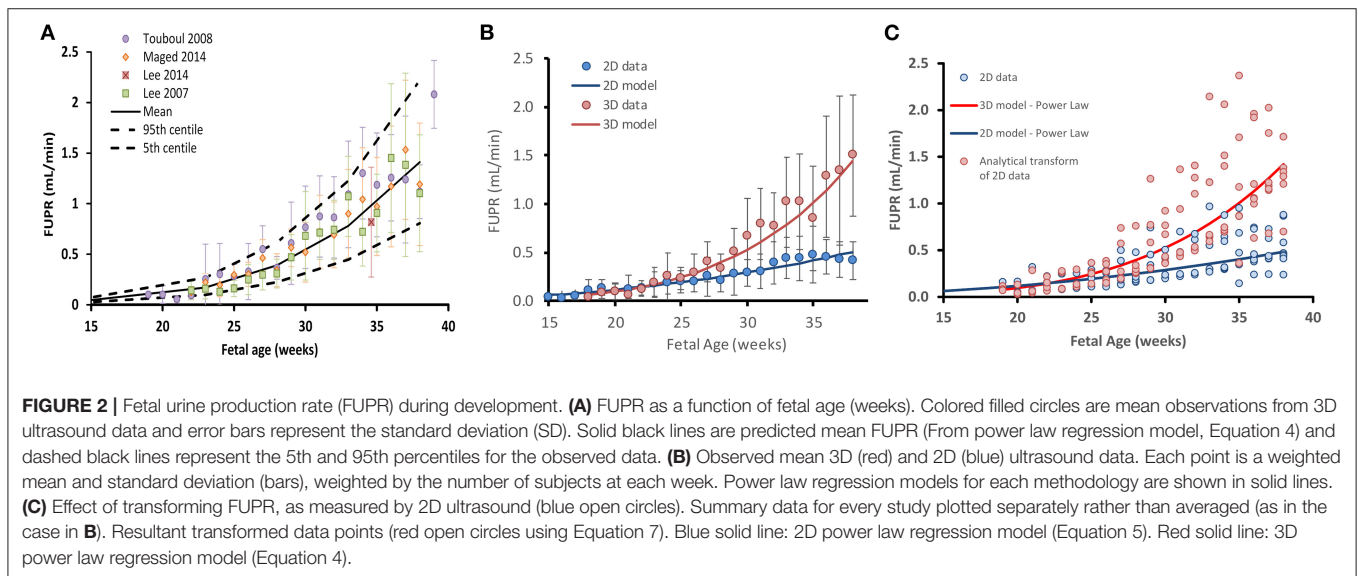 A
Touboul 2008
Maged 2014
Lee 2014
Lee 2007
Mean
95th centile
5th centile
FUPR (mL/min)
2.5
2
1.5
1
0.5
0
15 20 25 30 35 40
Fetal age (weeks)
B
2D data
2D model
3D data
3D model
FUPR (mL/min)
2.5
2.0
1.5
1.0
0.5
0.0
15 20 25 30 35
Fetal Age (weeks)
C
2D data
3D model - Power Law
2D model - Power Law
Analytical transform
of 2D data
FUPR (mL/min)
2.5
2.0
1.5
1.0
0.5
0.0
15 20 25 30 35 40
Fetal Age (weeks)
FIGURE 2 | Fetal urine production rate (FUPR) during development. (A) FUPR as a function of fetal age (weeks). Colored filled circles are mean observations from 3D
ultrasound data and error bars represent the standard deviation (SD). Solid black lines are predicted mean FUPR (From power law regression model, Equation 4) and
dashed black lines represent the 5th and 95th percentiles for the observed data. (B) Observed mean 3D (red) and 2D (blue) ultrasound data. Each point is a weighted
mean and standard deviation (bars), weighted by the number of subjects at each week. Power law regression models for each methodology are shown in solid lines.
(C) Effect of transforming FUPR, as measured by 2D ultrasound (blue open circles). Summary data for every study plotted separately rather than averaged (as in the
case in B). Resultant transformed data points (red open circles using Equation 7). Blue solid line: 2D power law regression model (Equation 5). Red solid line: 3D
power law regression model (Equation 4).